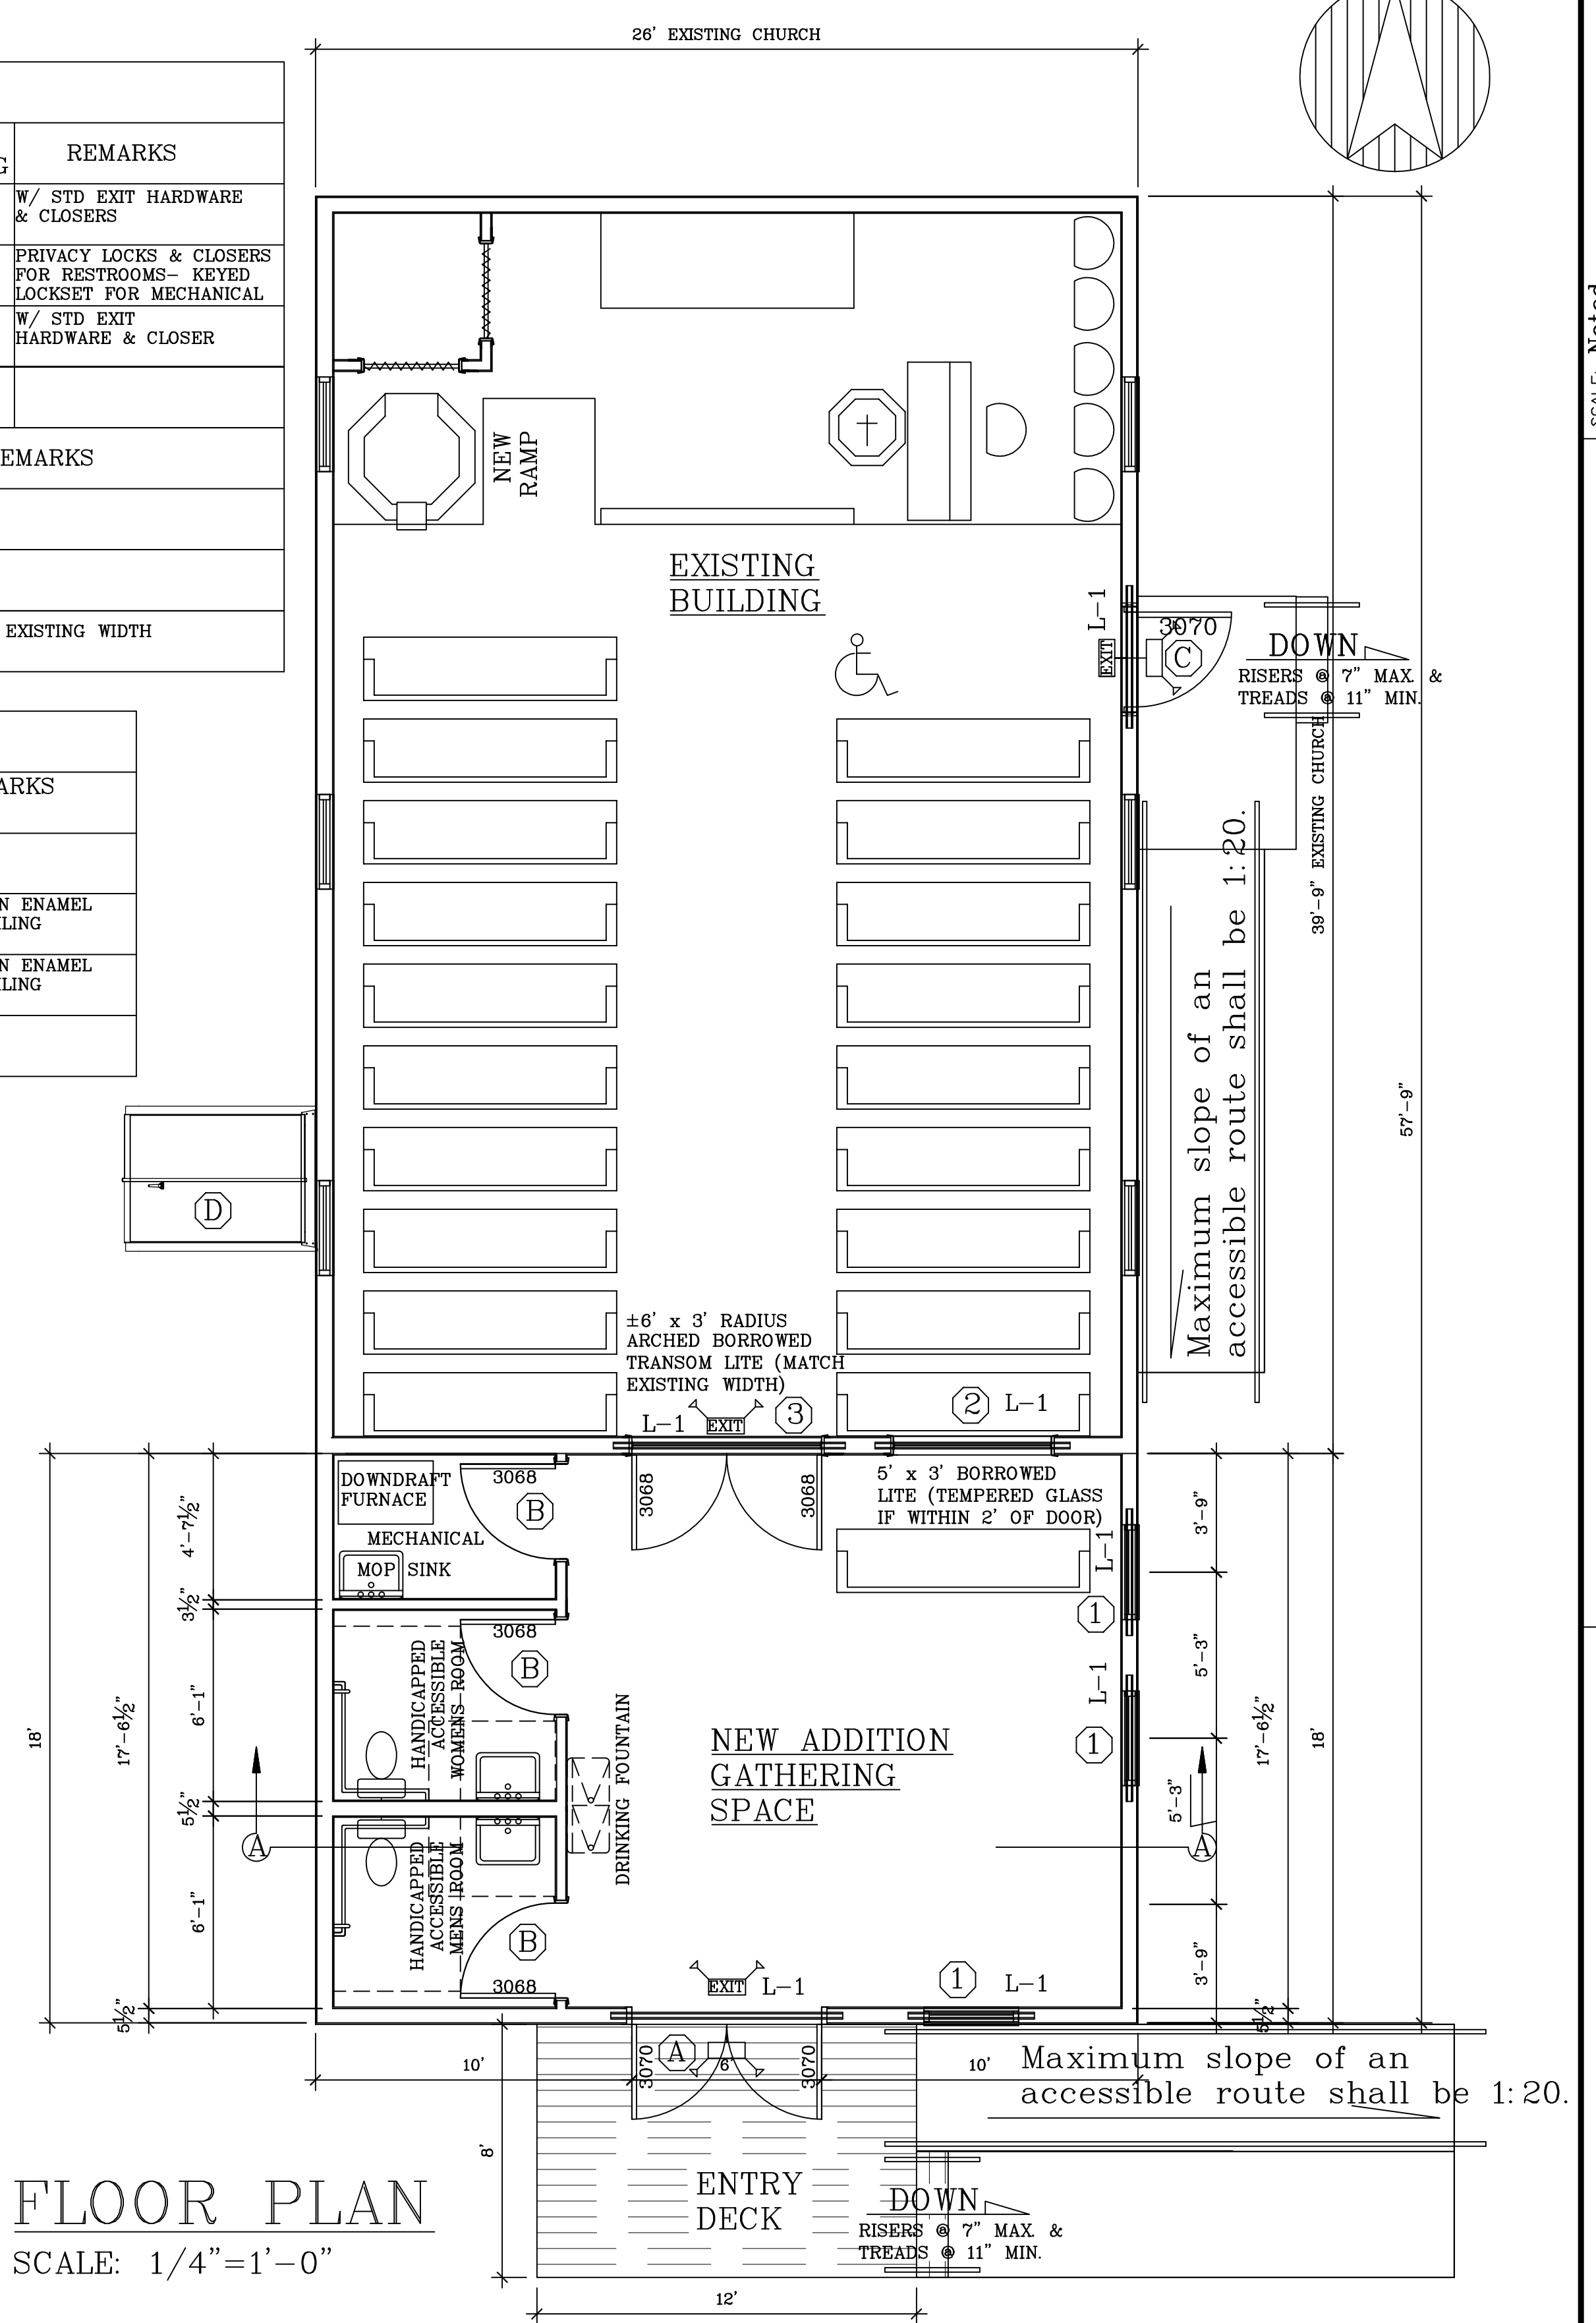 26' EXISTING CHURCH
REMARKS
W/ STD EXIT HARDWARE
& CLOSERS
PRIVACY LOCKS & CLOSERS
FOR RESTROOMS- KEYED
LOCKSET FOR MECHANICAL
W/ STD EXIT
HARDWARE & CLOSER
EMARKS
EXISTING WIDTH
ARKS
N ENAMEL
ILING
N ENAMEL
ILING
SCALE: Noted
NEW
RAMP
EXISTING
BUILDING
L-1
EXIT
3070
C
DOWN
RISERS @ 7" MAX. &
TREADS @ 11" MIN.
39'-9" EXISTING CHURCH
57'-9"
Maximum slope of an
accessible route shall be 1:20.
D
±6' x 3' RADIUS
ARCHED BORROWED
TRANSOM LITE (MATCH
EXISTING WIDTH)
L-1
EXIT
3
2
L-1
DOWNDRAFT
FURNACE
MECHANICAL
MOP SINK
3068
B
3068
3068
5' x 3' BORROWED
LITE (TEMPERED GLASS
IF WITHIN 2' OF DOOR)
L-1
1
L-1
1
3068
B
HANDICAPPED
ACCESSIBLE
WOMENS ROOM
DRINKING FOUNTAIN
NEW ADDITION
GATHERING
SPACE
HANDICAPPED
ACCESSIBLE
MENS ROOM
B
3068
EXIT
L-1
1
L-1
4'-7½"
3½"
6'-1"
5½"
6'-1"
5½"
17'-6½"
18'
A
A
3'-9"
5'-3"
5'-3"
3'-9"
5½"
17'-6½"
18'
10'
3070
A
6'
3070
10'
Maximum slope of an
accessible route shall be 1:20.
8'
ENTRY
DECK
DOWN
RISERS @ 7" MAX. &
TREADS @ 11" MIN.
12'
FLOOR PLAN
SCALE: 1/4"=1'-0"